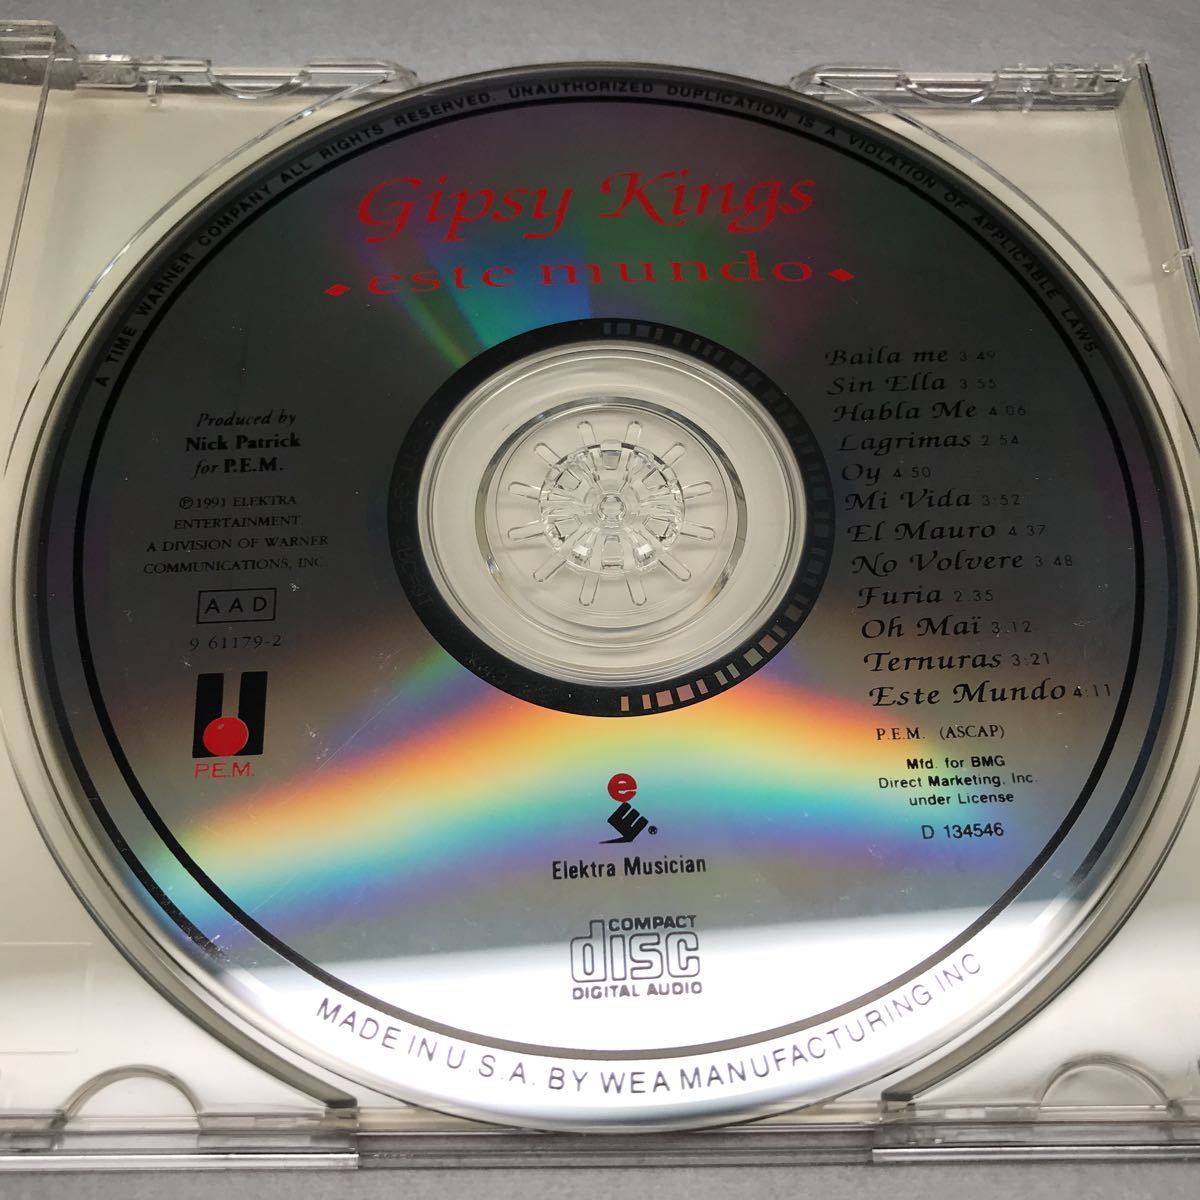 A TIME WARNER COMPANY ALL RIGHTS RESERVED. UNAUTHORIZED DUPLICATION IS A VIOLATION OF APPLICABLE LAWS.
Gipsy Kings
este mundo
Produced by
Nick Patrick
for P.E.M.
℗1991 ELEKTRA
ENTERTAINMENT,
A DIVISION OF WARNER
COMMUNICATIONS, INC.
AAD
9 61179-2
P.E.M.
Baila me 3:49
Sin Ella 3:55
Habla Me 4:06
Lagrimas 2:54
Oy 4:50
Mi Vida 3:52
El Mauro 4:37
No Volvere 3:48
Furia 2:35
Oh Maï 3:12
Ternuras 3:21
Este Mundo 4:11
P.E.M. (ASCAP)
Mfd. for BMG
Direct Marketing, Inc.
under License
D 134546
e
®
Elektra Musician
COMPACT
disc
DIGITAL AUDIO
MADE IN U.S.A. BY WEA MANUFACTURING INC